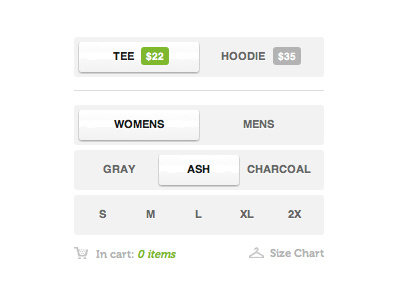 TEE $22 HOODIE $35
WOMENS MENS
GRAY ASH CHARCOAL
S M L XL 2X
In cart: 0 items Size Chart